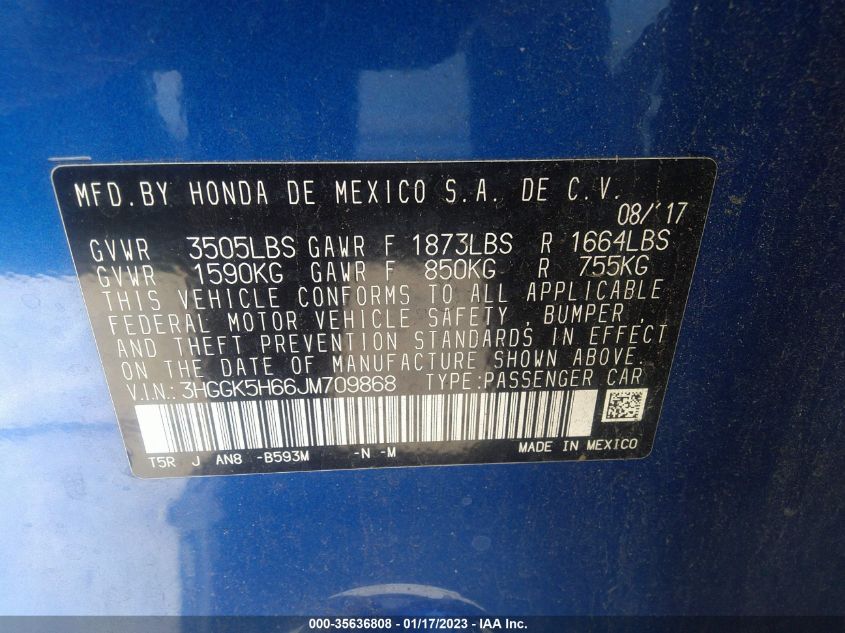 MFD.BY HONDA DE MEXICO S.A. DE C.V.
08/'17
GVWR 3505LBS GAWR F 1873LBS R 1664LBS
GVWR 1590KG GAWR F 850KG R 755KG
THIS VEHICLE CONFORMS TO ALL APPLICABLE
FEDERAL MOTOR VEHICLE SAFETY, BUMPER,
AND THEFT PREVENTION STANDARDS IN EFFECT
ON THE DATE OF MANUFACTURE SHOWN ABOVE.
V.I.N.: 3HGGK5H66JM709868 TYPE:PASSENGER CAR
T5R J AN8 -B593M -N -M MADE IN MEXICO
000-35636808 - 01/17/2023 - IAA Inc.